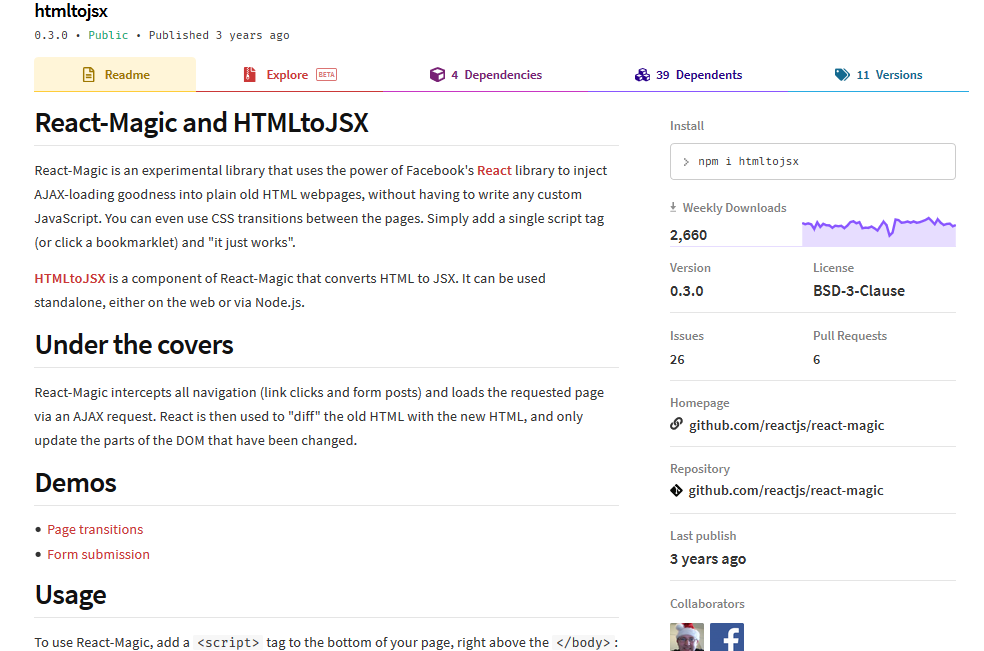 htmltojsx
0.3.0 • Public • Published 3 years ago
Readme
Explore BETA
4 Dependencies
39 Dependents
11 Versions
React-Magic and HTMLtoJSX
React-Magic is an experimental library that uses the power of Facebook's React library to inject
AJAX-loading goodness into plain old HTML webpages, without having to write any custom
JavaScript. You can even use CSS transitions between the pages. Simply add a single script tag
(or click a bookmarklet) and "it just works".
HTMLtoJSX is a component of React-Magic that converts HTML to JSX. It can be used
standalone, either on the web or via Node.js.
Under the covers
React-Magic intercepts all navigation (link clicks and form posts) and loads the requested page
via an AJAX request. React is then used to "diff" the old HTML with the new HTML, and only
update the parts of the DOM that have been changed.
Demos
• Page transitions
• Form submission
Usage
To use React-Magic, add a <script> tag to the bottom of your page, right above the </body>:
Install
> npm i htmltojsx
Weekly Downloads
2,660
Version
License
0.3.0
BSD-3-Clause
Issues
Pull Requests
26
6
Homepage
github.com/reactjs/react-magic
Repository
github.com/reactjs/react-magic
Last publish
3 years ago
Collaborators